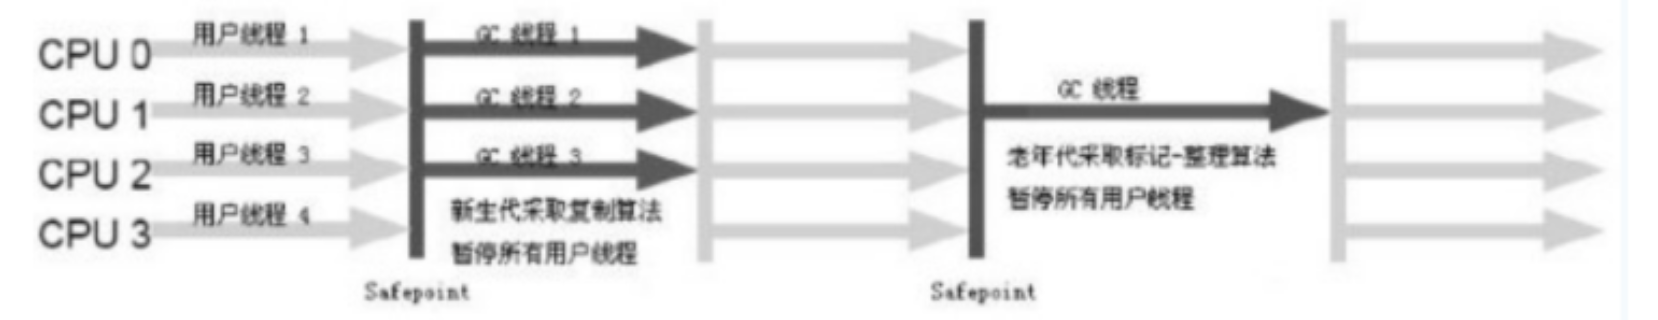 CPU 0
用户线程 1
GC 线程 1
CPU 1
用户线程 2
GC 线程 2
GC 线程
CPU 2
用户线程 3
GC 线程 3
老年代采取标记-整理算法
暂停所有用户线程
CPU 3
用户线程 4
新生代采取复制算法
暂停所有用户线程
Safepoint
Safepoint